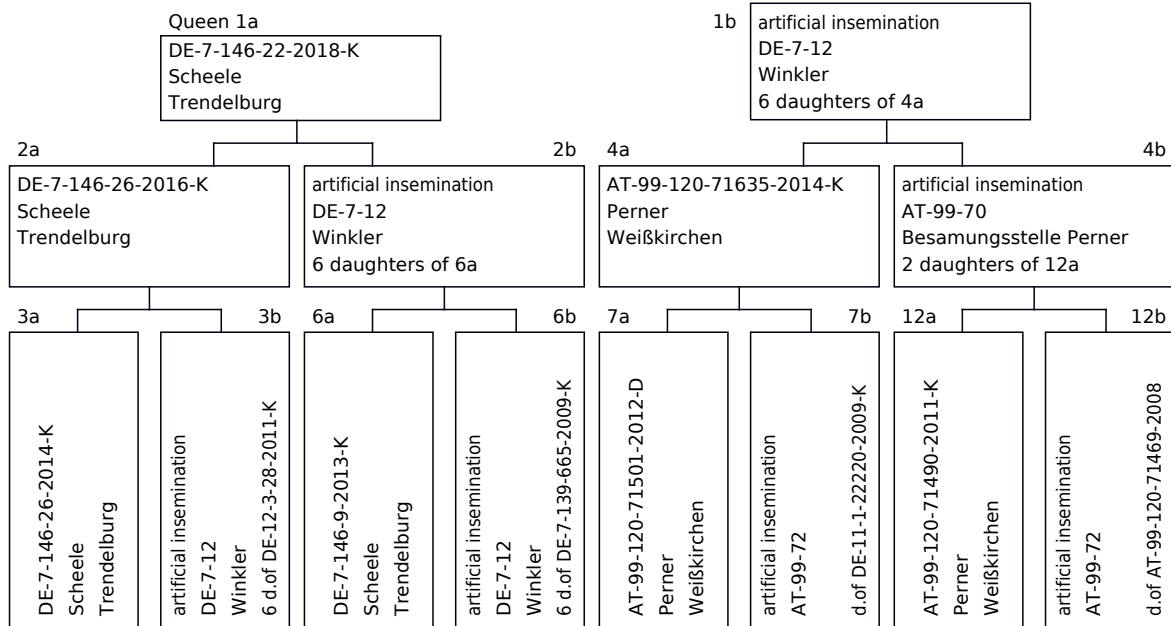 Queen 1a
DE-7-146-22-2018-K
Scheele
Trendelburg
1b
artificial insemination
DE-7-12
Winkler
6 daughters of 4a
2a
DE-7-146-26-2016-K
Scheele
Trendelburg
2b
artificial insemination
DE-7-12
Winkler
6 daughters of 6a
4a
AT-99-120-71635-2014-K
Perner
Weißkirchen
4b
artificial insemination
AT-99-70
Besamungsstelle Perner
2 daughters of 12a
3a
DE-7-146-26-2014-K
Scheele
Trendelburg
3b
artificial insemination
DE-7-12
Winkler
6 d.of DE-12-3-28-2011-K
6a
DE-7-146-9-2013-K
Scheele
Trendelburg
6b
artificial insemination
DE-7-12
Winkler
6 d.of DE-7-139-665-2009-K
7a
AT-99-120-71501-2012-D
Perner
Weißkirchen
7b
artificial insemination
AT-99-72
d.of DE-11-1-22220-2009-K
12a
AT-99-120-71490-2011-K
Perner
Weißkirchen
12b
artificial insemination
AT-99-72
d.of AT-99-120-71469-2008